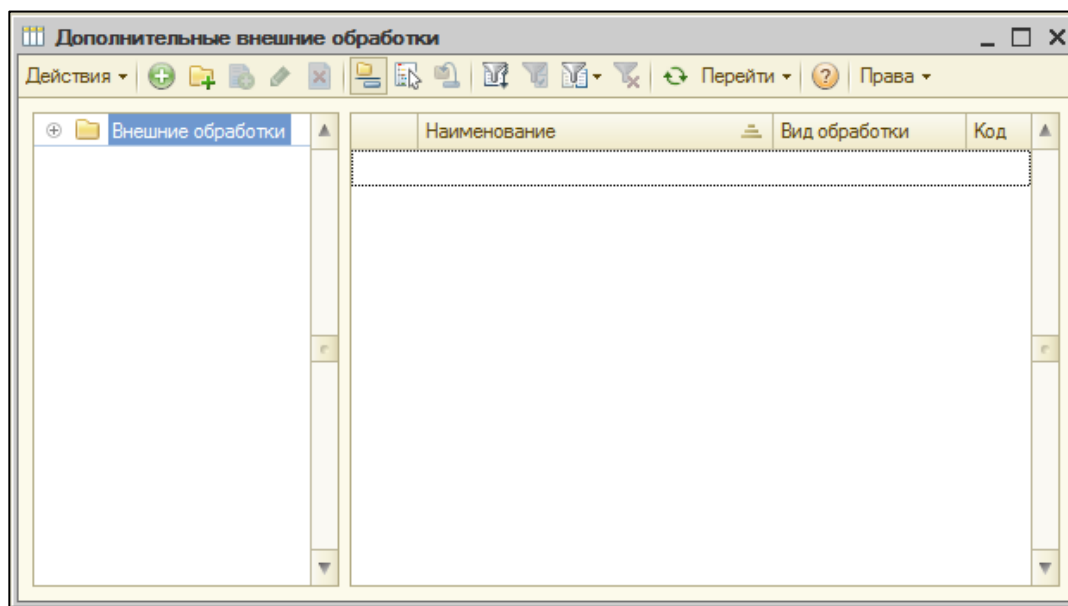 Дополнительные внешние обработки
Действия Перейти Права
Внешние обработки Наименование Вид обработки Код